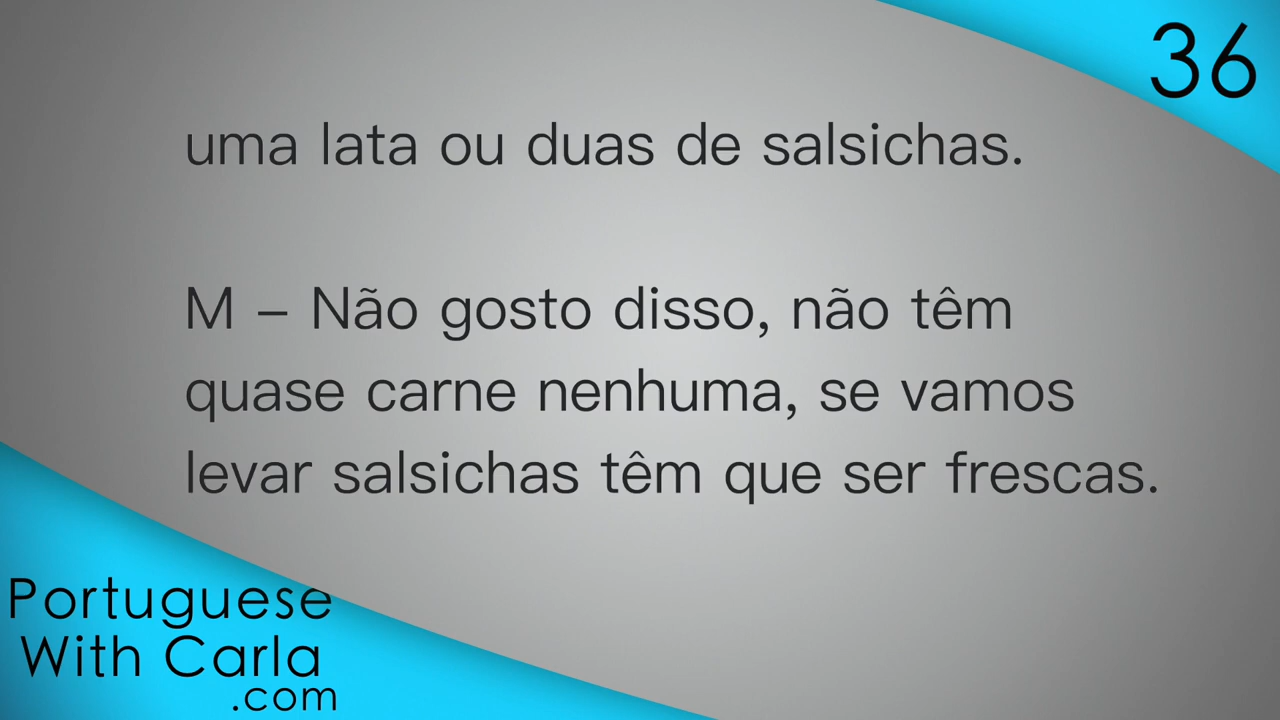 36
uma lata ou duas de salsichas.
M – Não gosto disso, não têm
quase carne nenhuma, se vamos
levar salsichas têm que ser frescas.
Portuguese
With Carla
.com